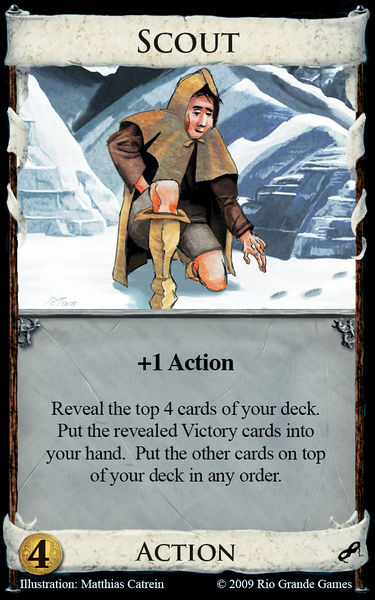 SCOUT
+1 Action
Reveal the top 4 cards of your deck.
Put the revealed Victory cards into
your hand. Put the other cards on top
of your deck in any order.
4
ACTION
Illustration: Matthias Catrein
© 2009 Rio Grande Games